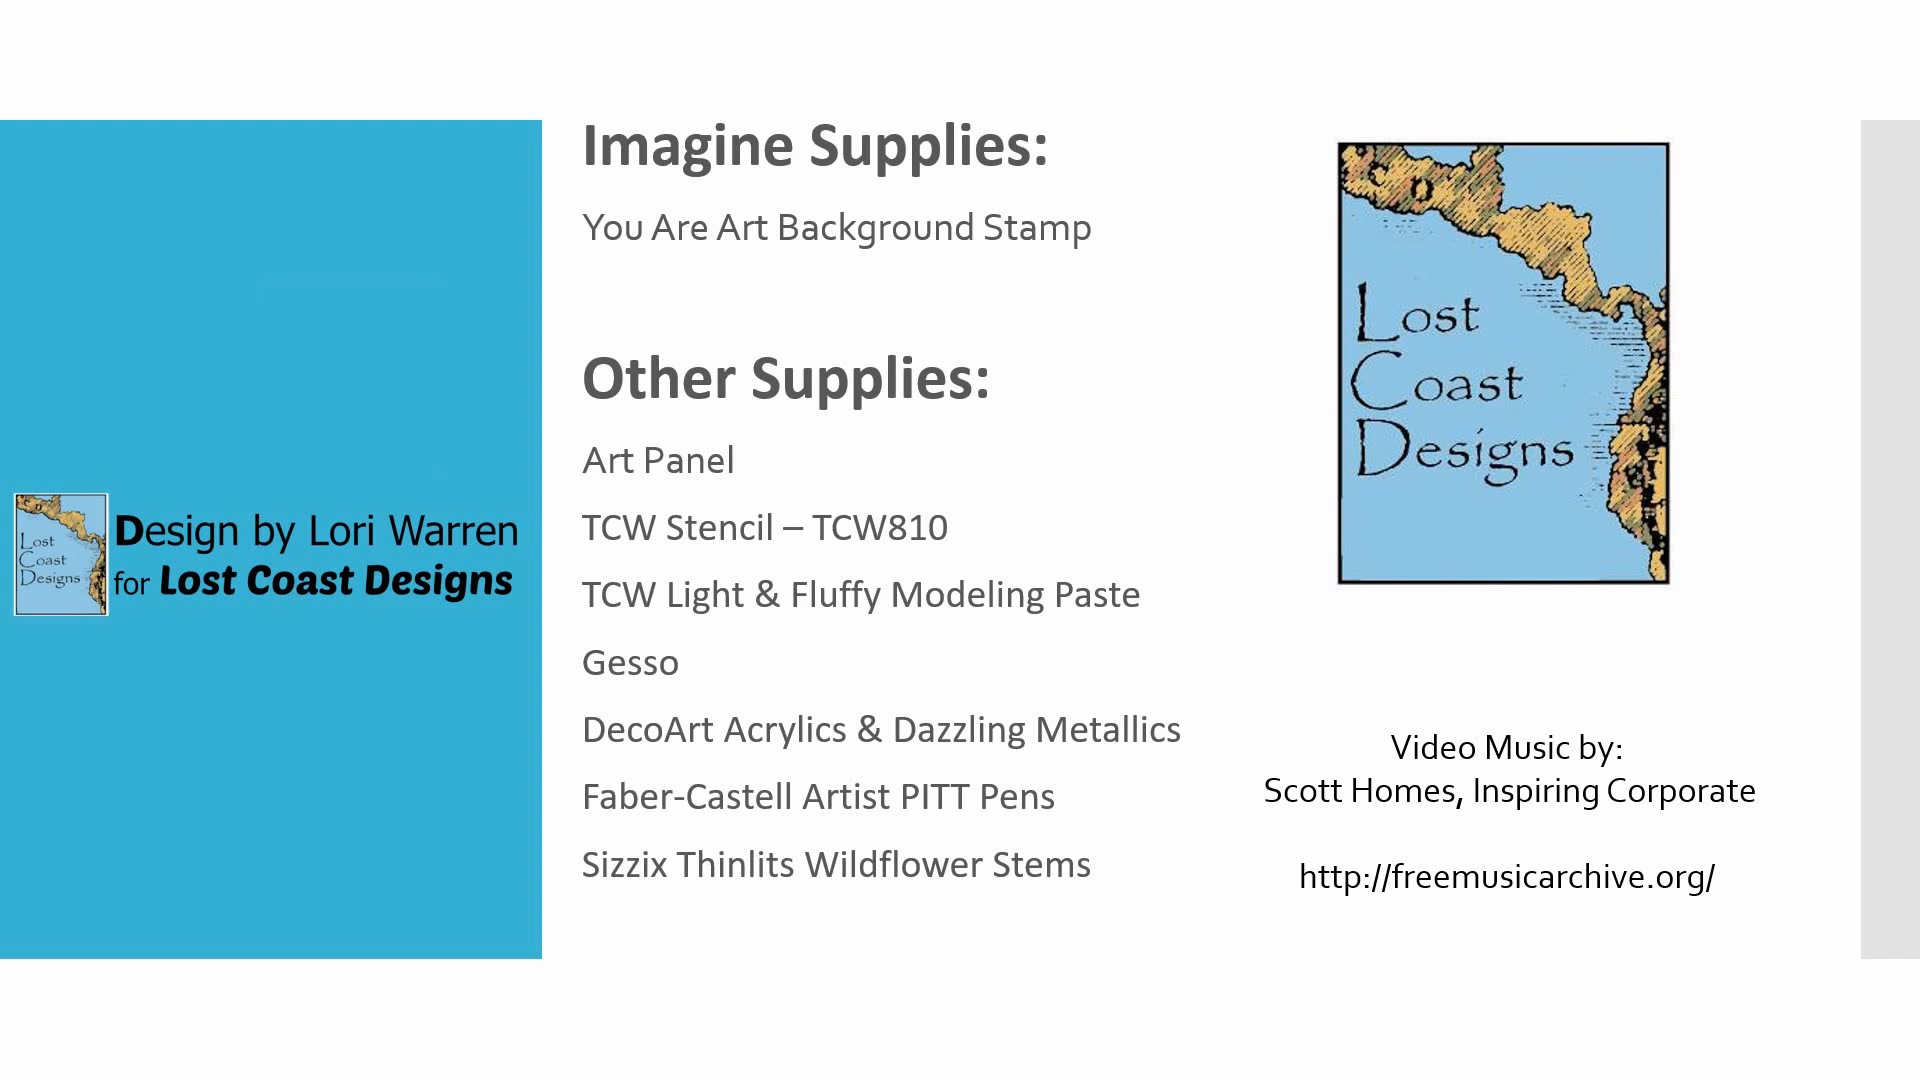 Lost
Coast
Designs
Design by Lori Warren
for Lost Coast Designs
Imagine Supplies:
You Are Art Background Stamp
Other Supplies:
Art Panel
TCW Stencil – TCW810
TCW Light & Fluffy Modeling Paste
Gesso
DecoArt Acrylics & Dazzling Metallics
Faber-Castell Artist PITT Pens
Sizzix Thinlits Wildflower Stems
Lost
Coast
Designs
Video Music by:
Scott Homes, Inspiring Corporate
http://freemusicarchive.org/